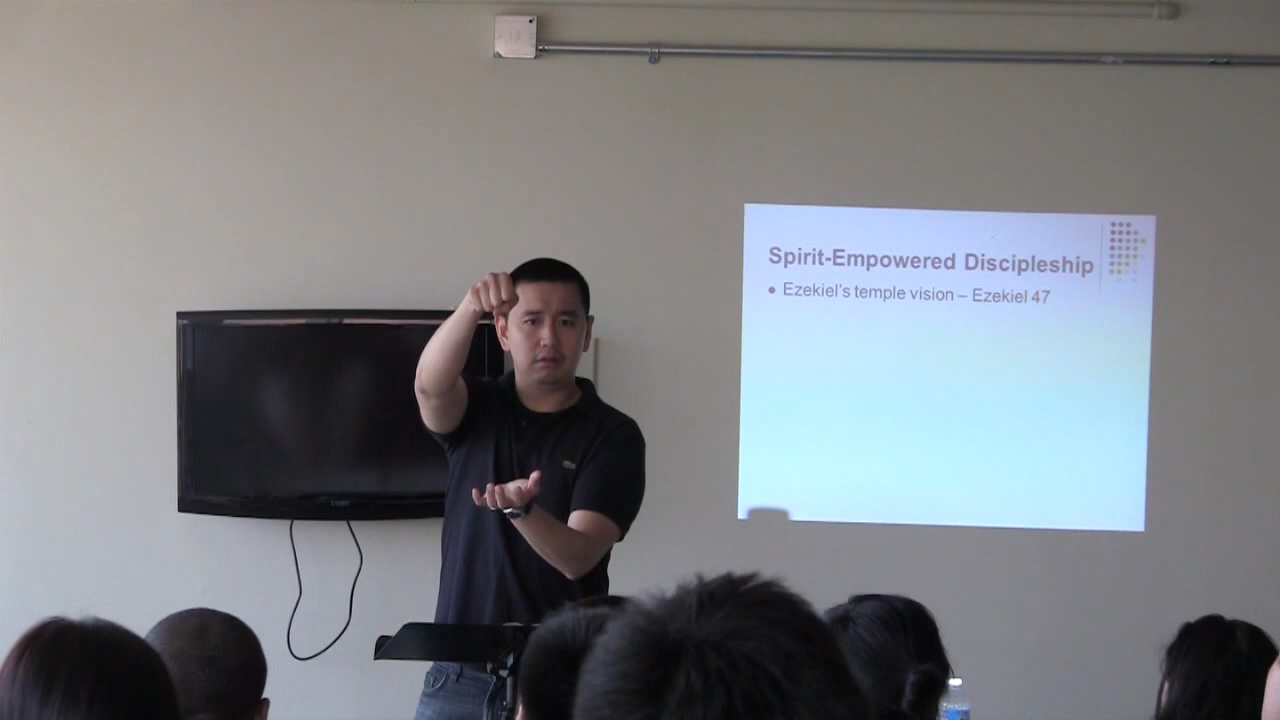 Spirit-Empowered Discipleship
Ezekiel's temple vision – Ezekiel 47